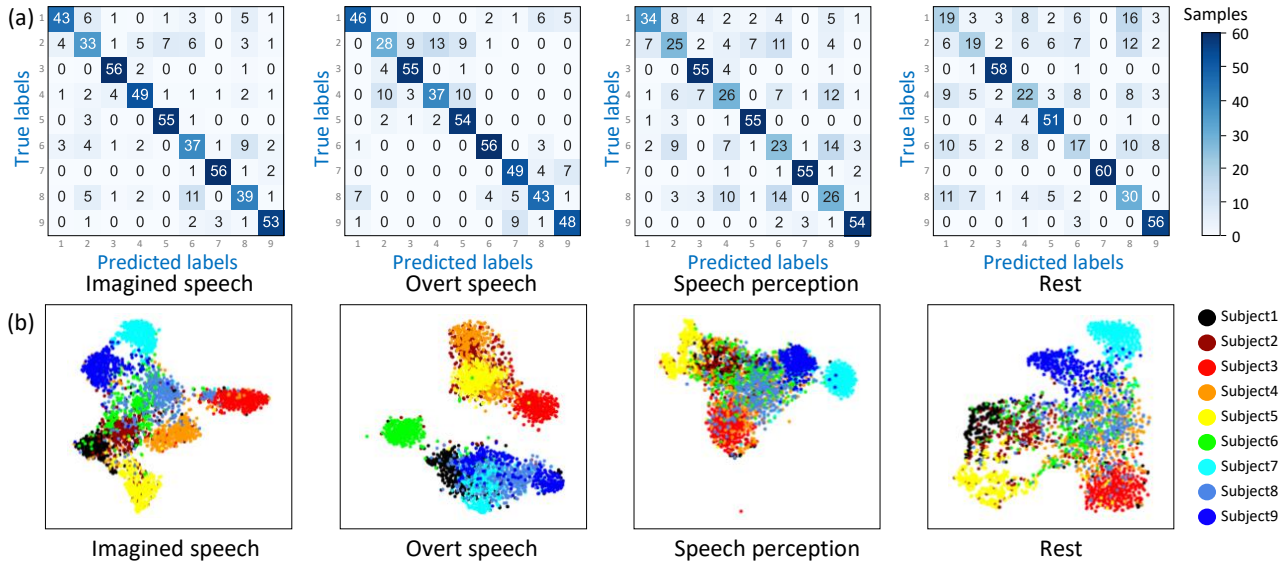 (a)
True labels
1 43 6 0 1 0 3 0 5 1
2 4 33 1 5 7 6 0 3 1
3 0 0 56 2 0 0 0 1 0
4 1 2 4 49 1 1 1 2 1
5 0 3 0 1 55 0 0 0 0
6 3 4 1 2 0 37 1 9 2
7 0 0 0 0 0 1 56 1 2
8 0 5 1 2 0 11 0 39 1
9 0 1 0 0 0 2 3 1 53
1 2 3 4 5 6 7 8 9
Predicted labels
Imagined speech
True labels
1 46 0 0 0 0 2 1 6 5
2 0 28 9 13 9 1 0 0 0
3 0 4 55 1 0 0 0 0 0
4 0 10 3 37 10 0 0 0 0
5 0 2 1 2 54 0 0 0 0
6 1 0 0 0 0 56 0 3 0
7 0 0 0 0 0 0 49 4 7
8 7 0 0 0 0 4 5 43 1
9 0 1 0 0 0 0 9 1 48
1 2 3 4 5 6 7 8 9
Predicted labels
Overt speech
True labels
1 34 8 4 2 2 2 0 8 1
2 7 25 2 4 7 11 0 4 0
3 0 0 55 4 0 0 0 1 0
4 1 6 7 26 0 7 1 12 1
5 1 3 0 1 55 0 0 0 0
6 2 9 0 7 1 23 1 14 3
7 0 0 0 0 0 1 55 1 2
8 0 3 3 10 1 14 3 26 0
9 0 0 0 0 0 2 3 1 54
1 2 3 4 5 6 7 8 9
Predicted labels
Speech perception
True labels
1 19 3 3 8 2 6 0 16 3
2 6 19 2 6 6 7 0 12 2
3 0 1 58 0 0 1 0 0 0
4 9 5 2 22 3 8 0 8 3
5 0 0 4 4 51 0 0 1 0
6 10 5 2 8 0 17 0 10 8
7 0 0 0 0 0 0 60 0 0
8 11 7 1 4 5 2 0 30 0
9 0 0 0 1 0 3 0 0 56
1 2 3 4 5 6 7 8 9
Predicted labels
Rest
Samples
60
50
40
30
20
10
0
(b)
Imagined speech
Overt speech
Speech perception
Rest
Subject1
Subject2
Subject3
Subject4
Subject5
Subject6
Subject7
Subject8
Subject9